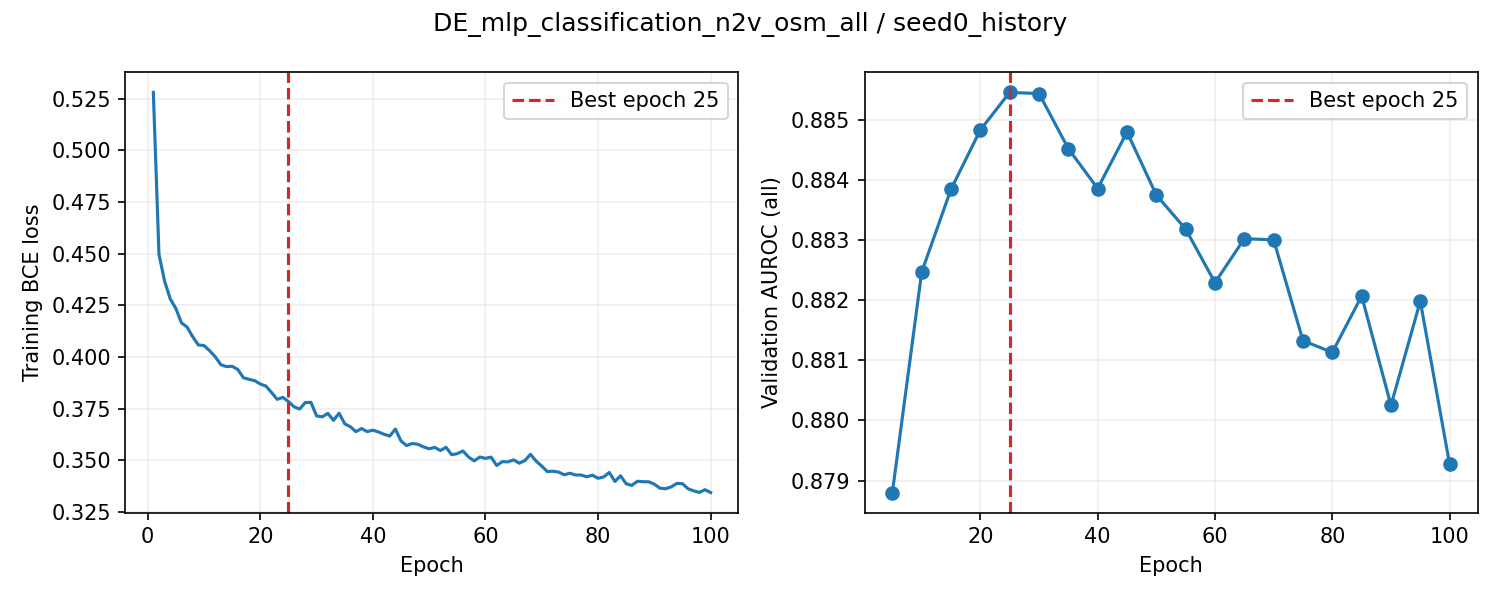 DE_mlp_classification_n2v_osm_all / seed0_history
Training BCE loss
0.525
0.500
0.475
0.450
0.425
0.400
0.375
0.350
0.325
Best epoch 25
0 20 40 60 80 100
Epoch
Validation AUROC (all)
0.885
0.884
0.883
0.882
0.881
0.880
0.879
Best epoch 25
20 40 60 80 100
Epoch